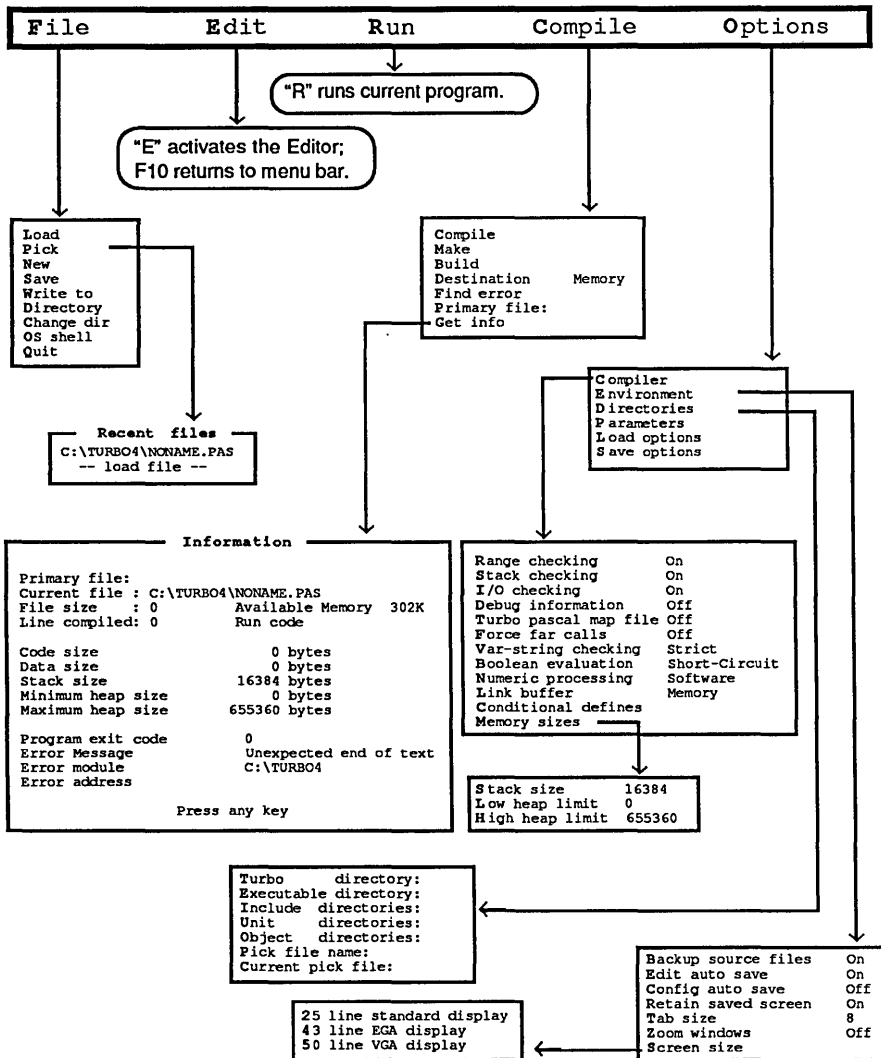 File Edit Run Compile Options
"R" runs current program.
"E" activates the Editor;
F10 returns to menu bar.
Load
Pick
New
Save
Write to
Directory
Change dir
OS shell
Quit
Compile
Make
Build
Destination Memory
Find error
Primary file:
Get info
Compiler
Environment
Directories
Parameters
Load options
Save options
Recent files
C:\TURBO4\NONAME.PAS
-- load file --
Information
Primary file:
Current file : C:\TURBO4\NONAME.PAS
File size : 0 Available Memory 302K
Line compiled: 0 Run code
Code size 0 bytes
Data size 0 bytes
Stack size 16384 bytes
Minimum heap size 0 bytes
Maximum heap size 655360 bytes
Program exit code 0
Error Message Unexpected end of text
Error module C:\TURBO4
Error address
Press any key
Range checking On
Stack checking On
I/O checking On
Debug information Off
Turbo pascal map file Off
Force far calls Off
Var-string checking Strict
Boolean evaluation Short-Circuit
Numeric processing Software
Link buffer Memory
Conditional defines
Memory sizes
Stack size 16384
Low heap limit 0
High heap limit 655360
Turbo directory:
Executable directory:
Include directories:
Unit directories:
Object directories:
Pick file name:
Current pick file:
Backup source files On
Edit auto save On
Config auto save Off
Retain saved screen On
Tab size 8
Zoom windows Off
Screen size
25 line standard display
43 line EGA display
50 line VGA display